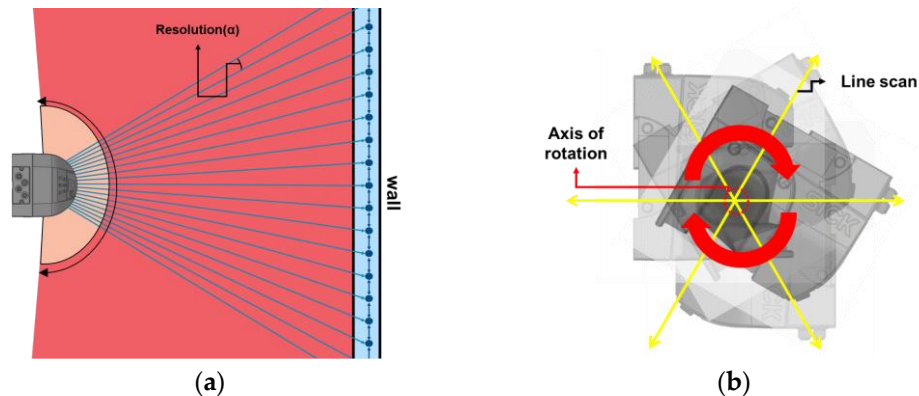 Resolution(α)
wall
Line scan
Axis of
rotation
(a)
(b)